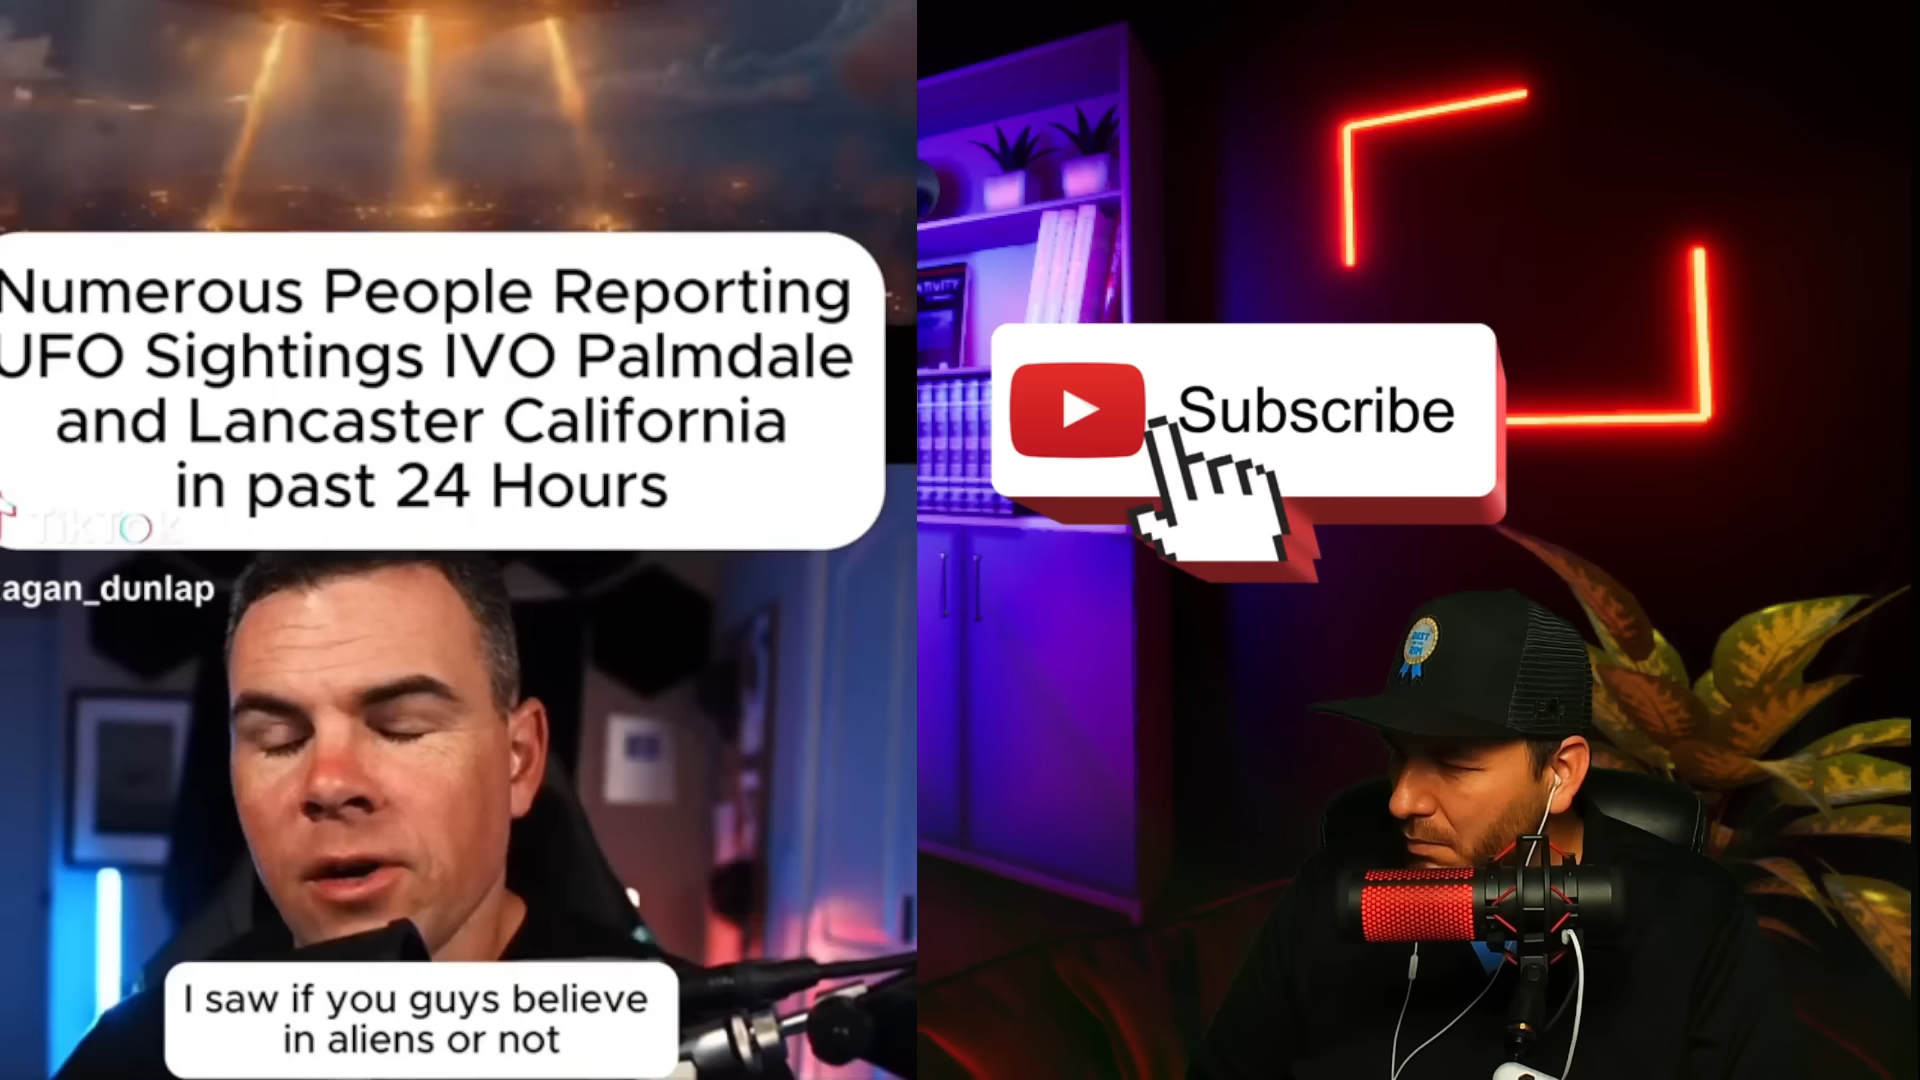 Numerous People Reporting
UFO Sightings IVO Palmdale
and Lancaster California
in past 24 Hours
TikTok
agan_dunlap
I saw if you guys believe
in aliens or not
Subscribe